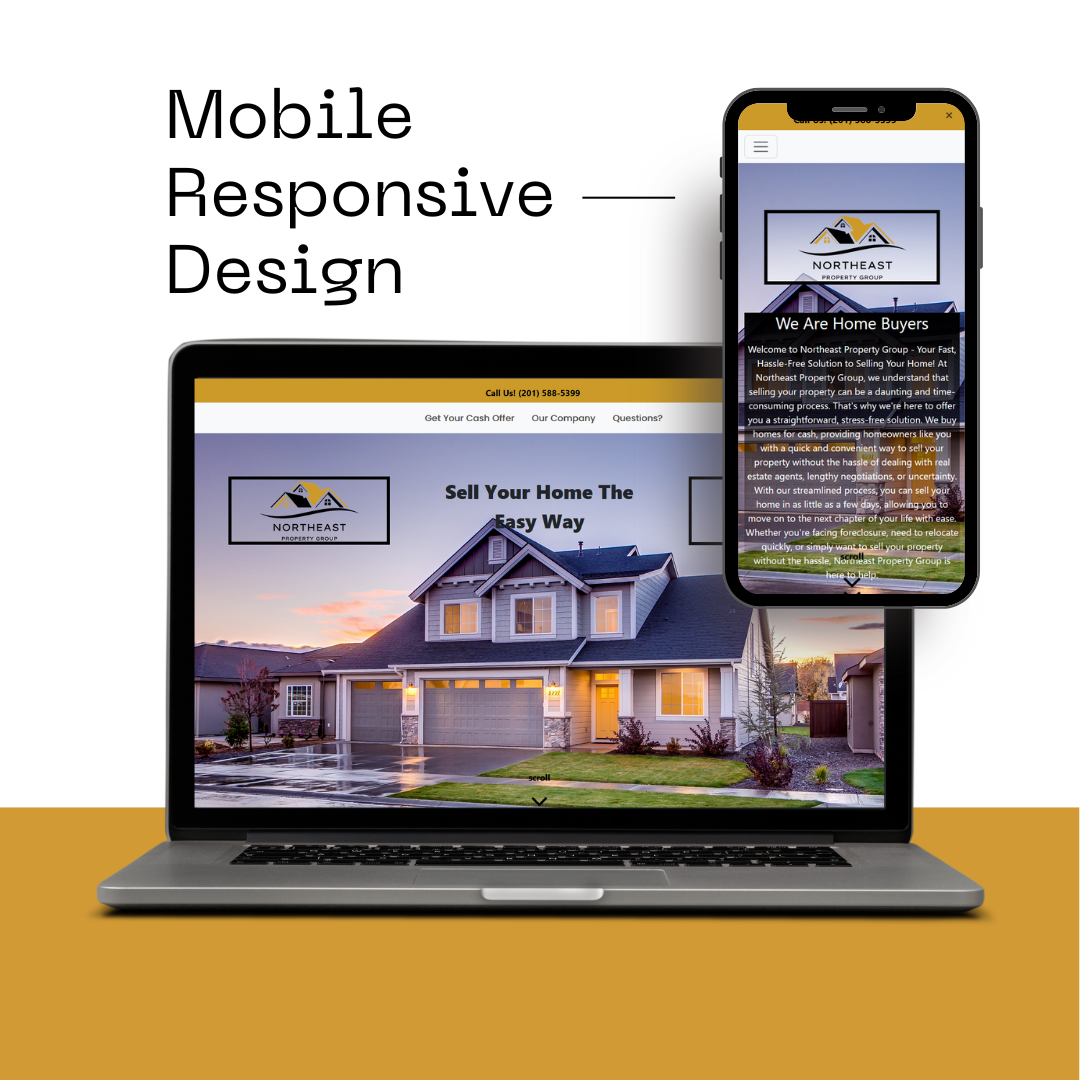 Mobile
Responsive
Design
Call Us! (201) 588-5399
NORTHEAST
PROPERTY GROUP
We Are Home Buyers
Welcome to Northeast Property Group - Your Fast,
Hassle-Free Solution to Selling Your Home! At
Northeast Property Group, we understand that
selling your property can be a daunting and time-
consuming process. That's why we're here to offer
you a straightforward, stress-free solution. We buy
homes for cash, providing homeowners like you
with a quick and convenient way to sell your
property without the hassle of dealing with real
estate agents, lengthy negotiations, or uncertainty.
With our streamlined process, you can sell your
home in as little as a few days, allowing you to
move on to the next chapter of your life with ease.
Whether you're facing foreclosure, need to relocate
quickly, or simply want to sell your property
scroll
without the hassle, Northeast Property Group is
here to help.
Call Us! (201) 588-5399
Get Your Cash Offer Our Company Questions?
Sell Your Home The
Easy Way
NORTHEAST
PROPERTY GROUP
scroll